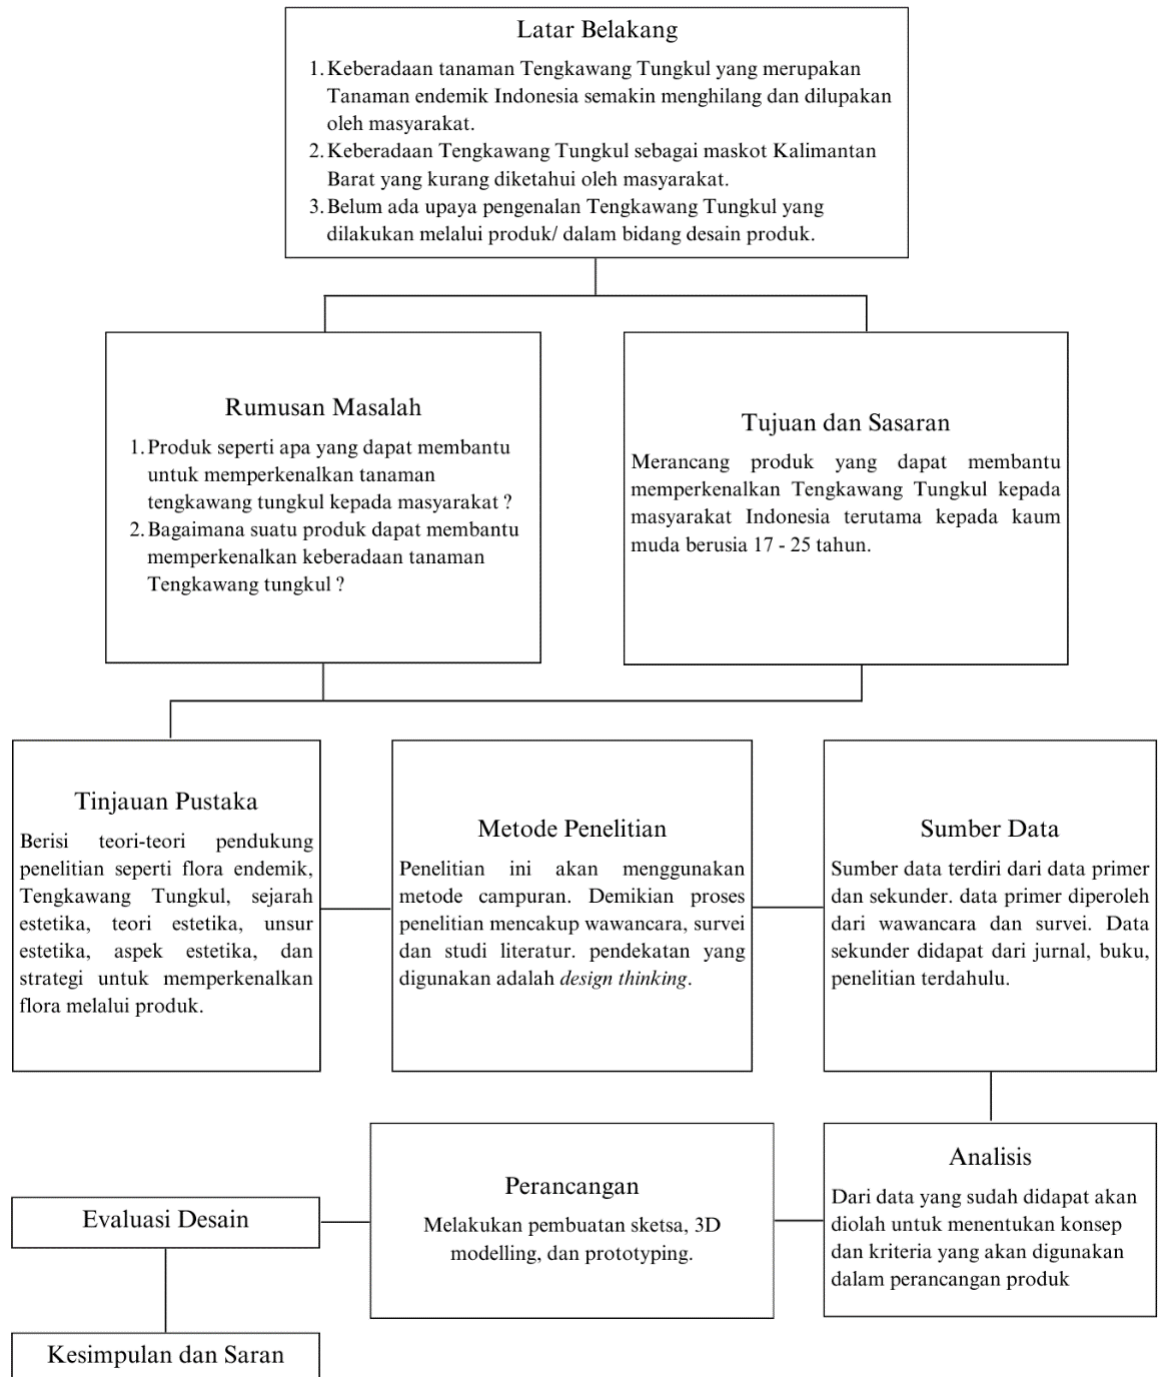 Latar Belakang
1. Keberadaan tanaman Tengkawang Tungkul yang merupakan
Tanaman endemik Indonesia semakin menghilang dan dilupakan
oleh masyarakat.
2. Keberadaan Tengkawang Tungkul sebagai maskot Kalimantan
Barat yang kurang diketahui oleh masyarakat.
3. Belum ada upaya pengenalan Tengkawang Tungkul yang
dilakukan melalui produk/ dalam bidang desain produk.
Rumusan Masalah
1. Produk seperti apa yang dapat membantu
untuk memperkenalkan tanaman
tengkawang tungkul kepada masyarakat ?
2. Bagaimana suatu produk dapat membantu
memperkenalkan keberadaan tanaman
Tengkawang tungkul ?
Tujuan dan Sasaran
Merancang produk yang dapat membantu
memperkenalkan Tengkawang Tungkul kepada
masyarakat Indonesia terutama kepada kaum
muda berusia 17 - 25 tahun.
Tinjauan Pustaka
Berisi teori-teori pendukung
penelitian seperti flora endemik,
Tengkawang Tungkul, sejarah
estetika, teori estetika, unsur
estetika, aspek estetika, dan
strategi untuk memperkenalkan
flora melalui produk.
Metode Penelitian
Penelitian ini akan menggunakan
metode campuran. Demikian proses
penelitian mencakup wawancara, survei
dan studi literatur. pendekatan yang
digunakan adalah design thinking.
Sumber Data
Sumber data terdiri dari data primer
dan sekunder. data primer diperoleh
dari wawancara dan survei. Data
sekunder didapat dari jurnal, buku,
penelitian terdahulu.
Analisis
Dari data yang sudah didapat akan
diolah untuk menentukan konsep
dan kriteria yang akan digunakan
dalam perancangan produk
Perancangan
Melakukan pembuatan sketsa, 3D
modelling, dan prototyping.
Evaluasi Desain
Kesimpulan dan Saran